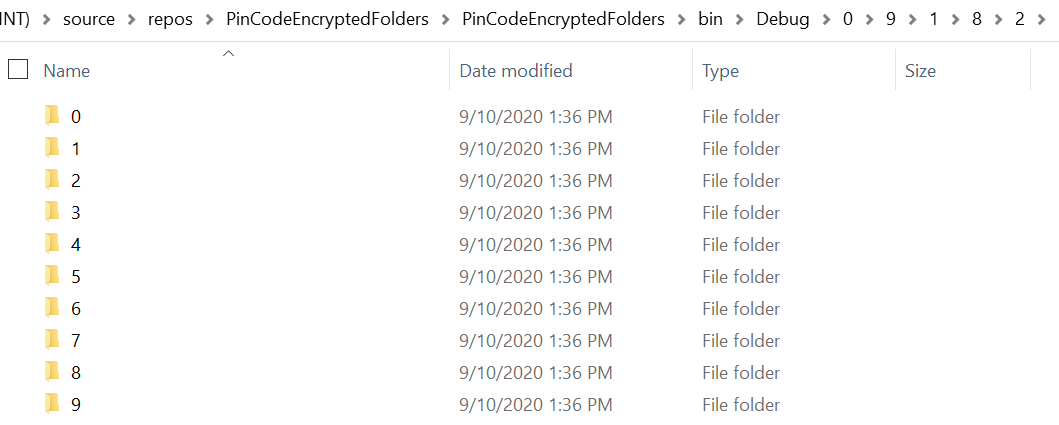 INT) > source > repos > PinCodeEncryptedFolders > PinCodeEncryptedFolders > bin > Debug > 0 > 9 > 1 > 8 > 2 >
Name Date modified Type Size
0 9/10/2020 1:36 PM File folder
1 9/10/2020 1:36 PM File folder
2 9/10/2020 1:36 PM File folder
3 9/10/2020 1:36 PM File folder
4 9/10/2020 1:36 PM File folder
5 9/10/2020 1:36 PM File folder
6 9/10/2020 1:36 PM File folder
7 9/10/2020 1:36 PM File folder
8 9/10/2020 1:36 PM File folder
9 9/10/2020 1:36 PM File folder